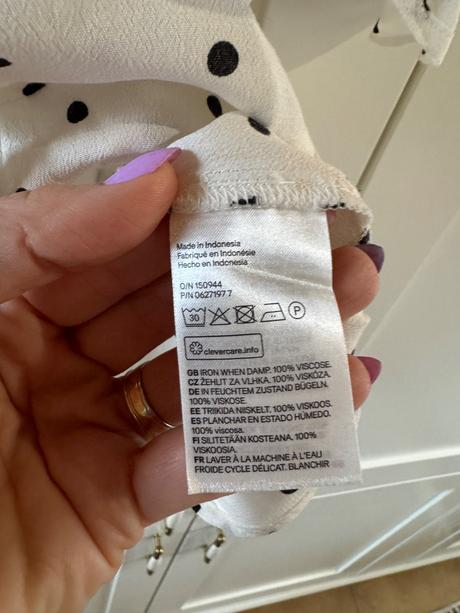 Made in Indonesia
Fabriqué en Indonésie
Hecho en Indonesia
O/N 150944
P/N 0627197 7
30
P
clevercare.info
GB IRON WHEN DAMP. 100% VISCOSE.
CZ ŽEHLIT ZA VLHKA. 100% VISKÓZA.
DE IN FEUCHTEM ZUSTAND BÜGELN.
100% VISKOSE.
EE TRIIKIDA NIISKELT. 100% VISKOOS.
ES PLANCHAR EN ESTADO HÚMEDO.
100% viscosa.
FI SILITETÄÄN KOSTEANA. 100%
VISKOOSIA.
FR LAVER À LA MACHINE À L'EAU
FROIDE CYCLE DÉLICAT. BLANCHIR